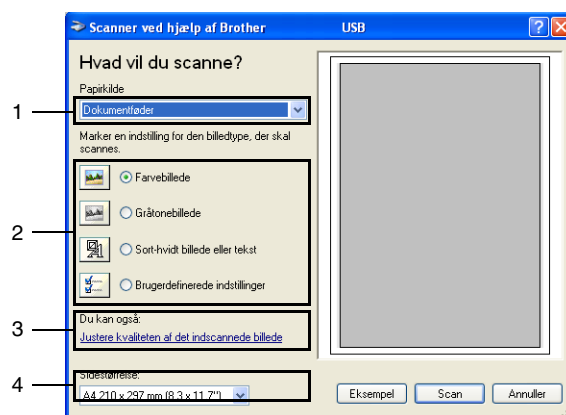 Scanner ved hjælp af Brother USB
Hvad vil du scanne?
Papirkilde
1
Dokumentføder
Marker en indstilling for den billedtype, der skal
scannes.
2
Farvebillede
Gråtonebillede
Sort-hvidt billede eller tekst
Brugerdefinerede indstillinger
3
Du kan også:
Justere kvaliteten af det indscannede billede
4
Sidestørrelse:
A4 210 x 297 mm (8.3 x 11.7")
Eksempel Scan Annuller